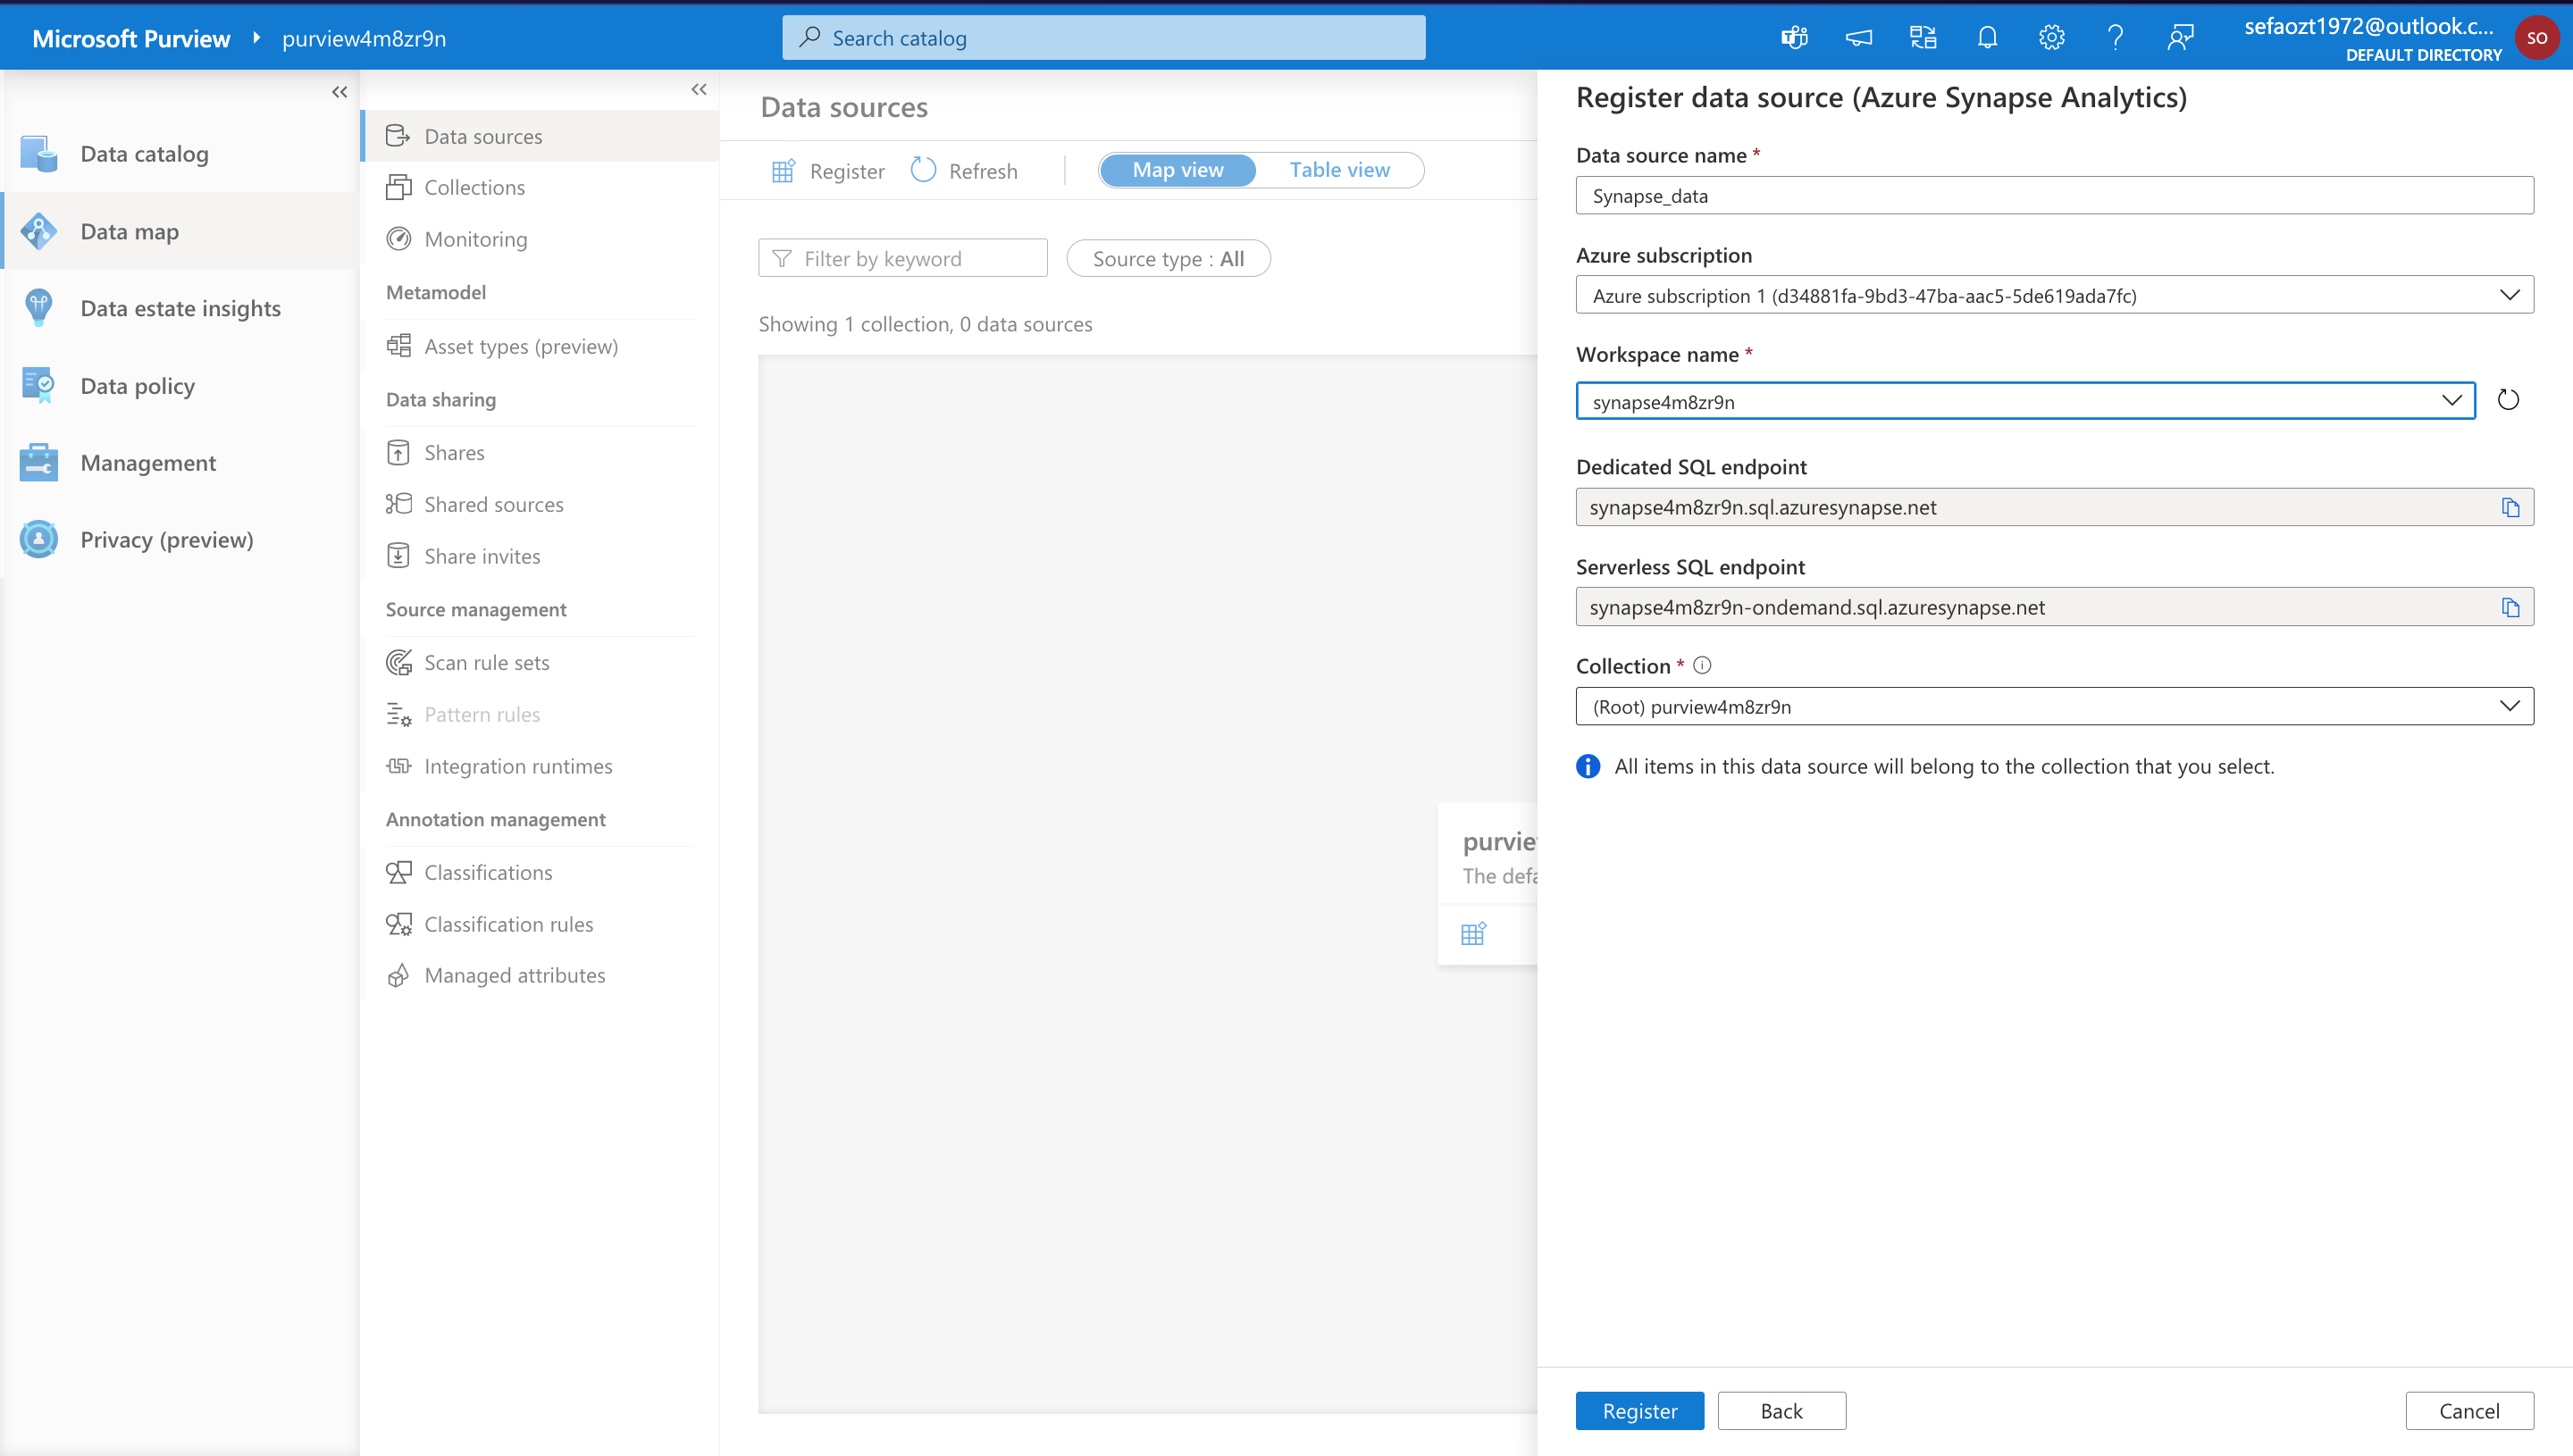 Microsoft Purview
purview4m8zr9n
Search catalog
sefaozt1972@outlook.c...
DEFAULT DIRECTORY
SO
Data catalog
Data map
Data estate insights
Data policy
Management
Privacy (preview)
Data sources
Collections
Monitoring
Metamodel
Asset types (preview)
Data sharing
Shares
Shared sources
Share invites
Source management
Scan rule sets
Pattern rules
Integration runtimes
Annotation management
Classifications
Classification rules
Managed attributes
Data sources
Register Refresh Map view Table view
Filter by keyword Source type : All
Showing 1 collection, 0 data sources
purvie
The defa
Register data source (Azure Synapse Analytics)
Data source name *
Synapse_data
Azure subscription
Azure subscription 1 (d34881fa-9bd3-47ba-aac5-5de619ada7fc)
Workspace name *
synapse4m8zr9n
Dedicated SQL endpoint
synapse4m8zr9n.sql.azuresynapse.net
Serverless SQL endpoint
synapse4m8zr9n-ondemand.sql.azuresynapse.net
Collection *
(Root) purview4m8zr9n
All items in this data source will belong to the collection that you select.
Register Back Cancel